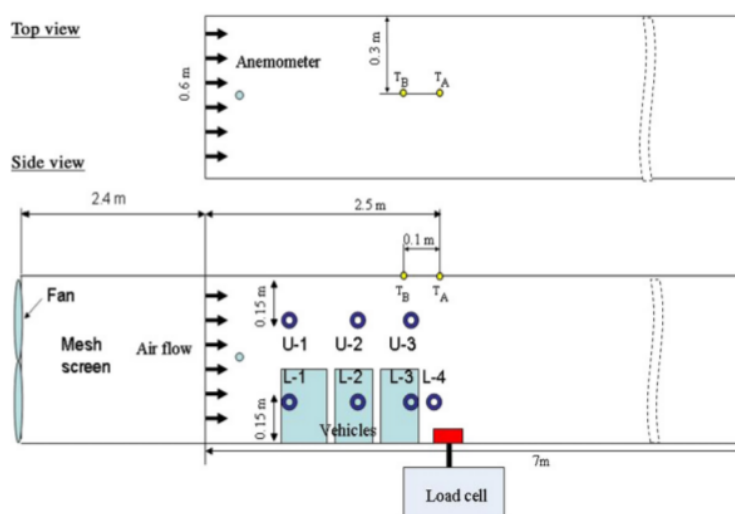 Top view
Anemometer
0.6 m
0.3 m
T_B T_A
Side view
2.4 m
2.5 m
0.1 m
T_B T_A
Fan
0.15 m
Mesh
screen
Air flow
U-1 U-2 U-3
L-1 L-2 L-3 L-4
0.15 m
Vehicles
7m
Load cell